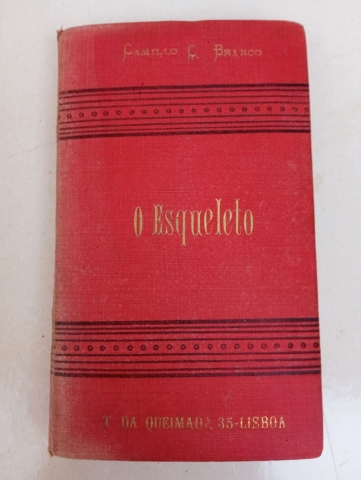 CAMILLO C. BRANCO
O Esqueleto
T. DA QUEIMADA, 35-LISBOA